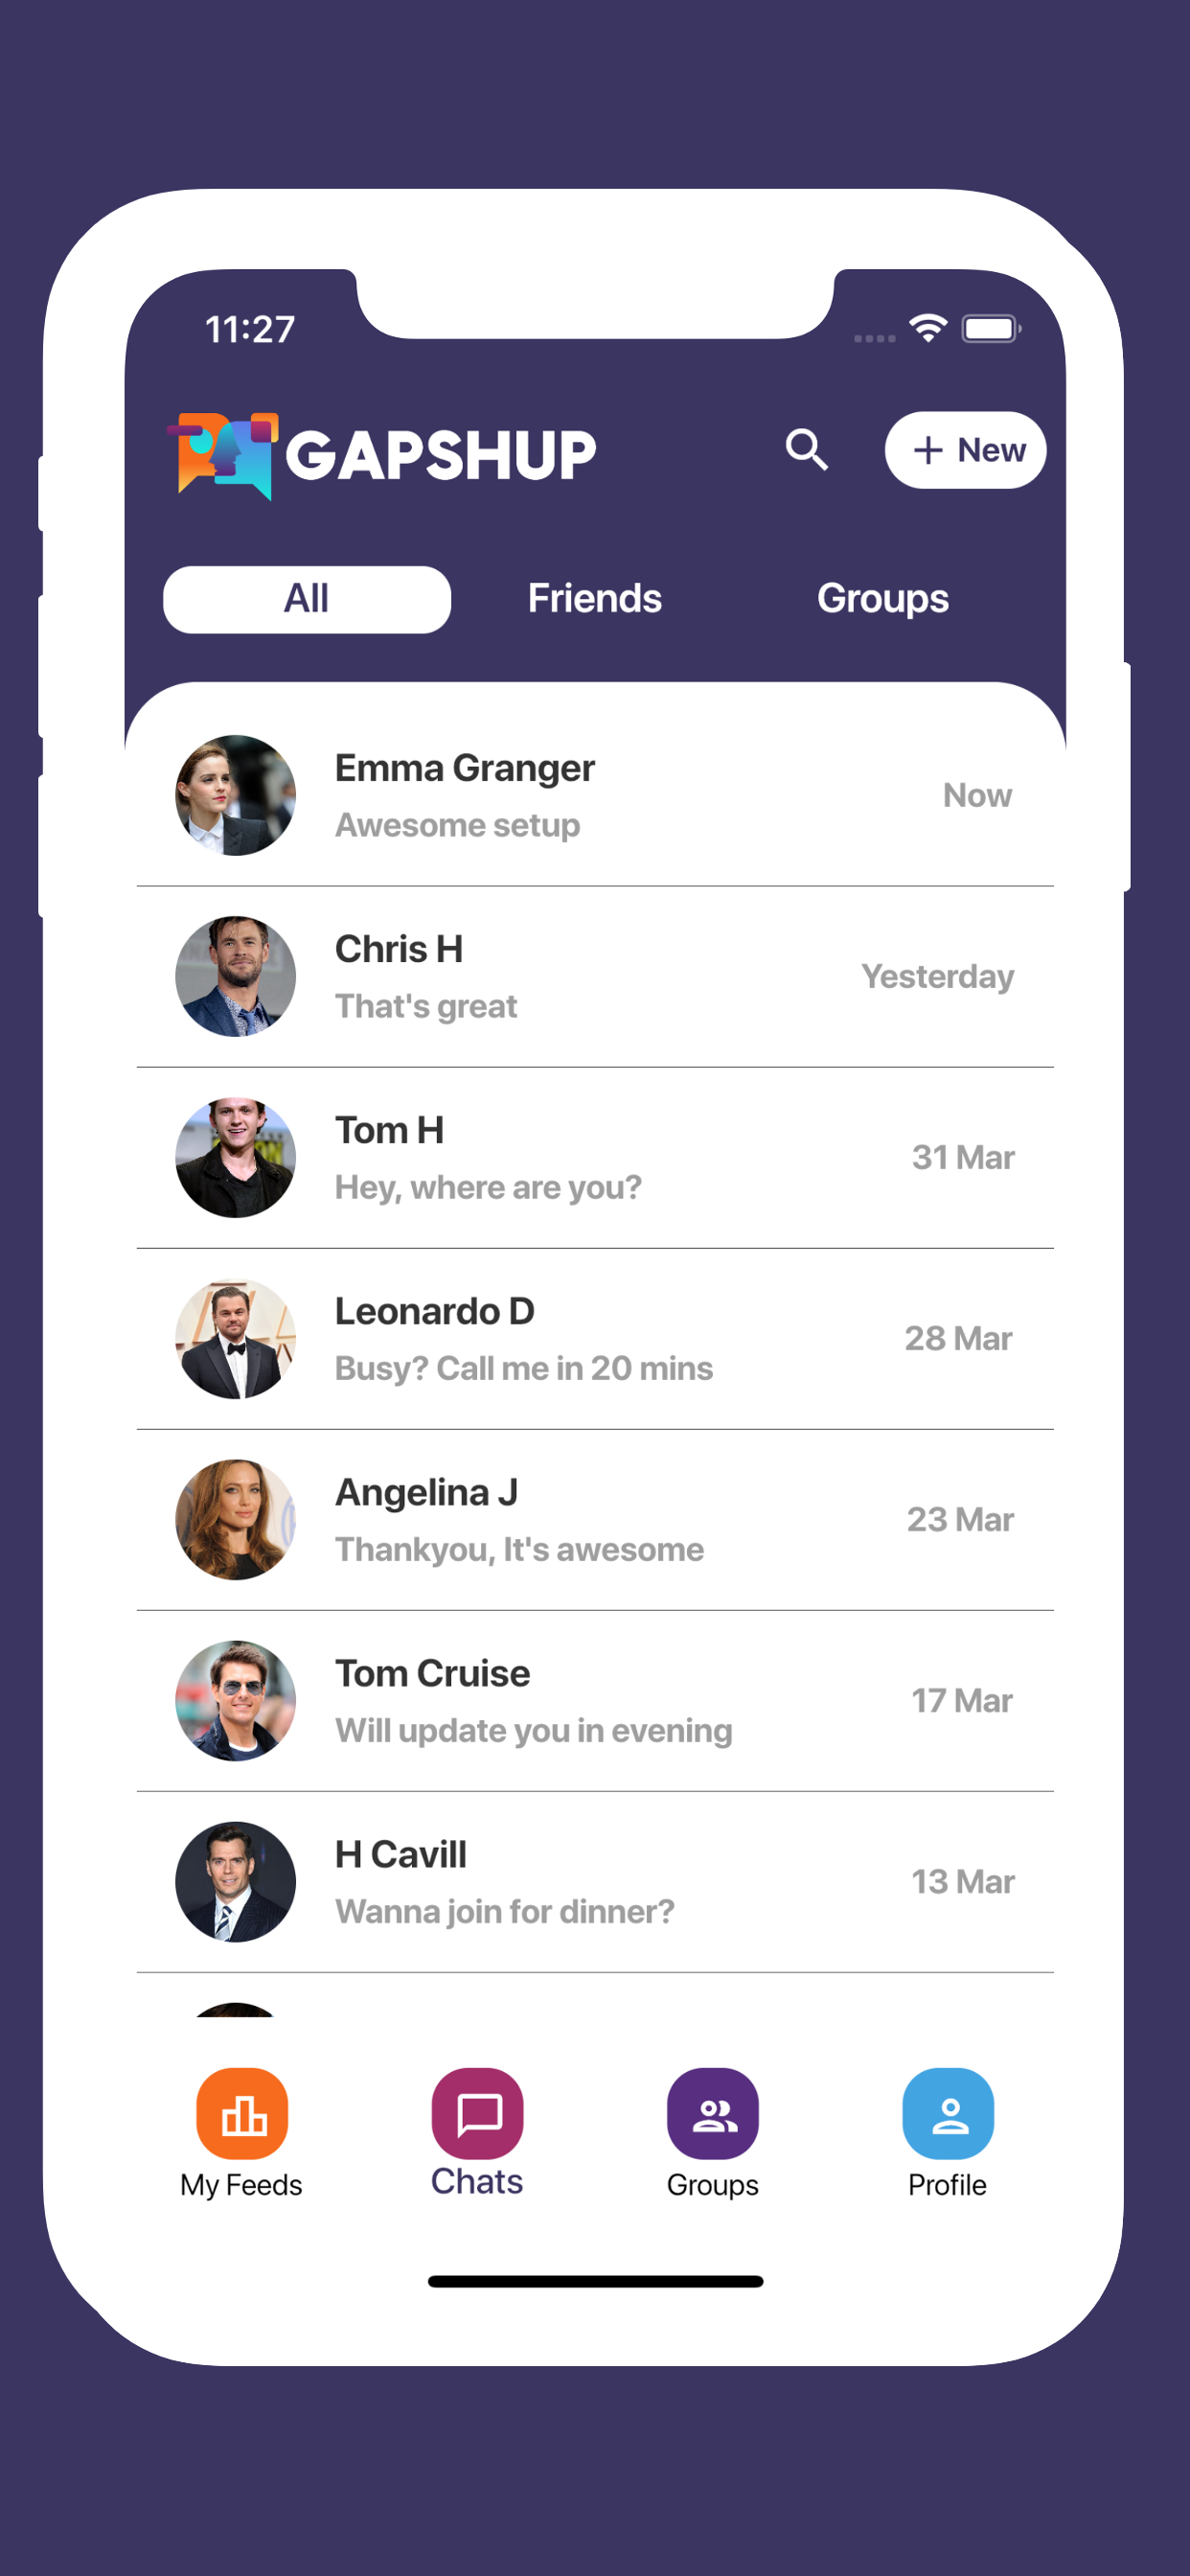 11:27
GAPSHUP
+ New
All
Friends
Groups
Emma Granger
Awesome setup
Now
Chris H
That's great
Yesterday
Tom H
Hey, where are you?
31 Mar
Leonardo D
Busy? Call me in 20 mins
28 Mar
Angelina J
Thankyou, It's awesome
23 Mar
Tom Cruise
Will update you in evening
17 Mar
H Cavill
Wanna join for dinner?
13 Mar
My Feeds
Chats
Groups
Profile